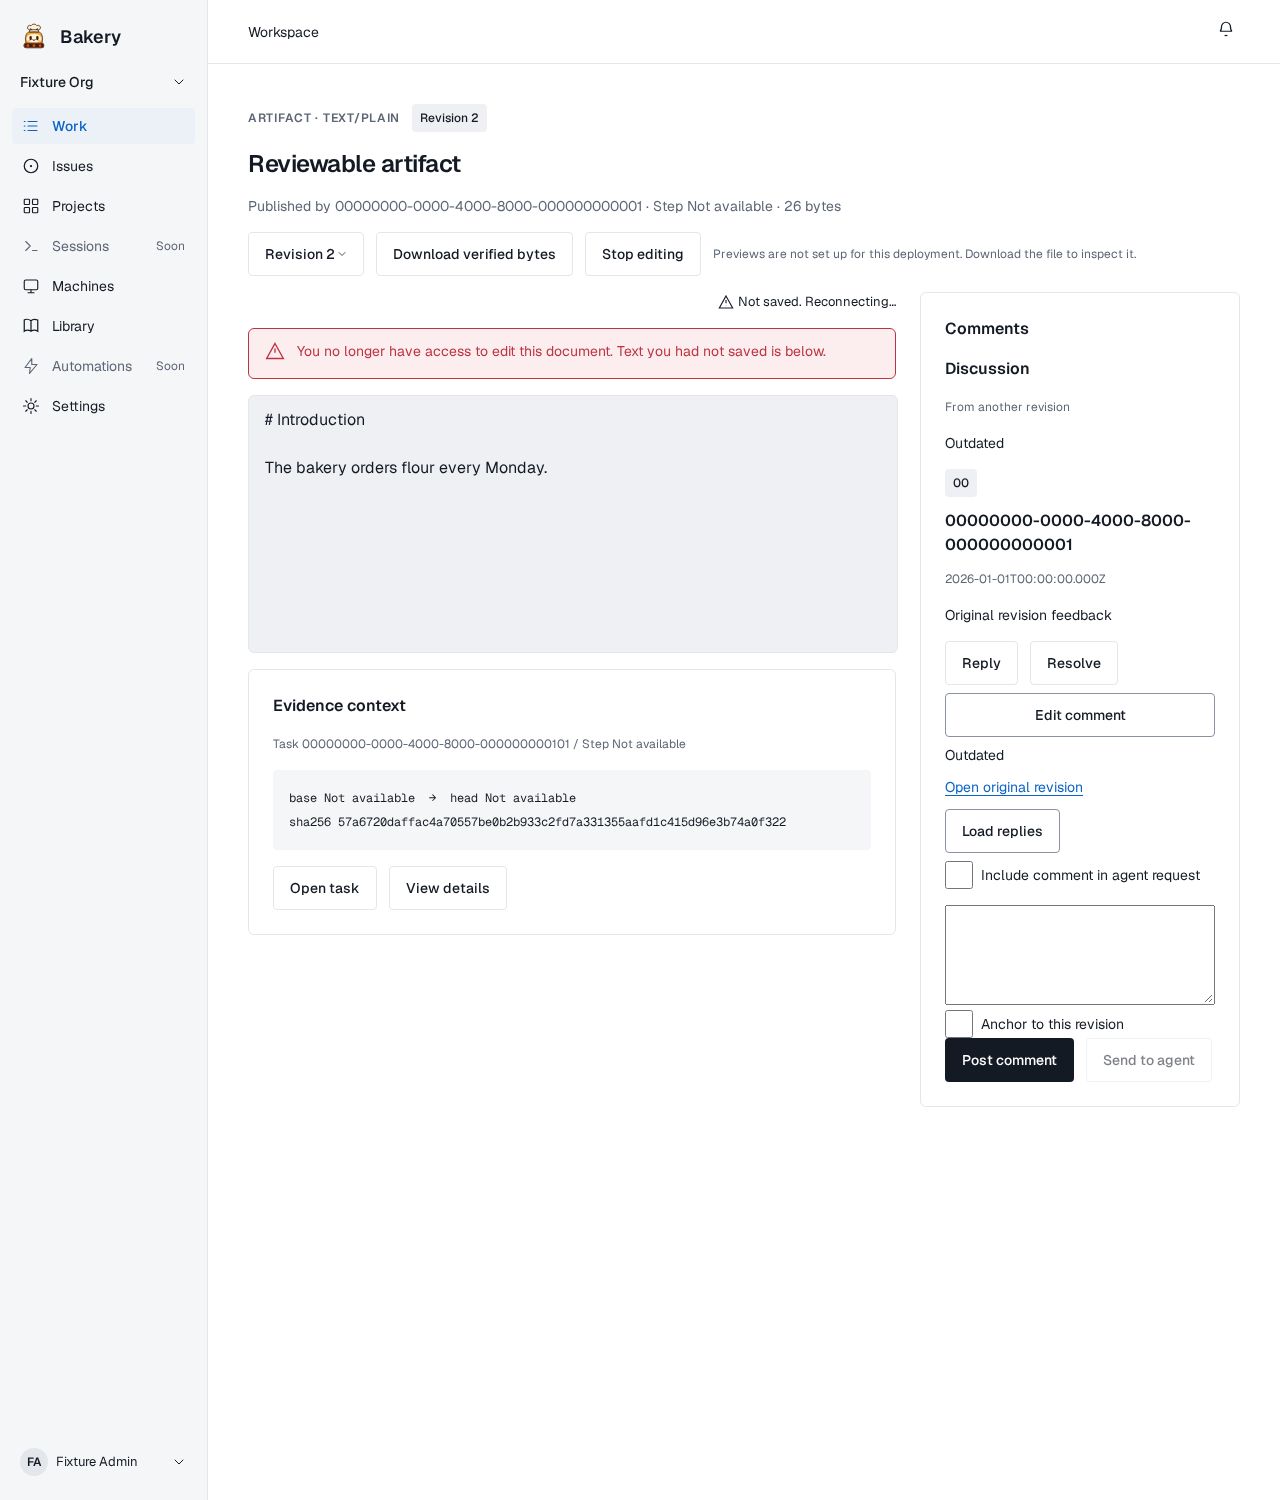 Bakery
Fixture Org
Work
Issues
Projects
Sessions Soon
Machines
Library
Automations Soon
Settings
FA Fixture Admin
Workspace
ARTIFACT · TEXT/PLAIN Revision 2
Reviewable artifact
Published by 00000000-0000-4000-8000-000000000001 · Step Not available · 26 bytes
Revision 2 Download verified bytes Stop editing Previews are not set up for this deployment. Download the file to inspect it.
Not saved. Reconnecting…
You no longer have access to edit this document. Text you had not saved is below.
# Introduction
The bakery orders flour every Monday.
Evidence context
Task 00000000-0000-4000-8000-000000000101 / Step Not available
base Not available → head Not available
sha256 57a6720daffac4a70557be0b2b933c2fd7a331355aafd1c415d96e3b74a0f322
Open task View details
Comments
Discussion
From another revision
Outdated
00
00000000-0000-4000-8000-
000000000001
2026-01-01T00:00:00.000Z
Original revision feedback
Reply Resolve
Edit comment
Outdated
Open original revision
Load replies
Include comment in agent request
Anchor to this revision
Post comment Send to agent